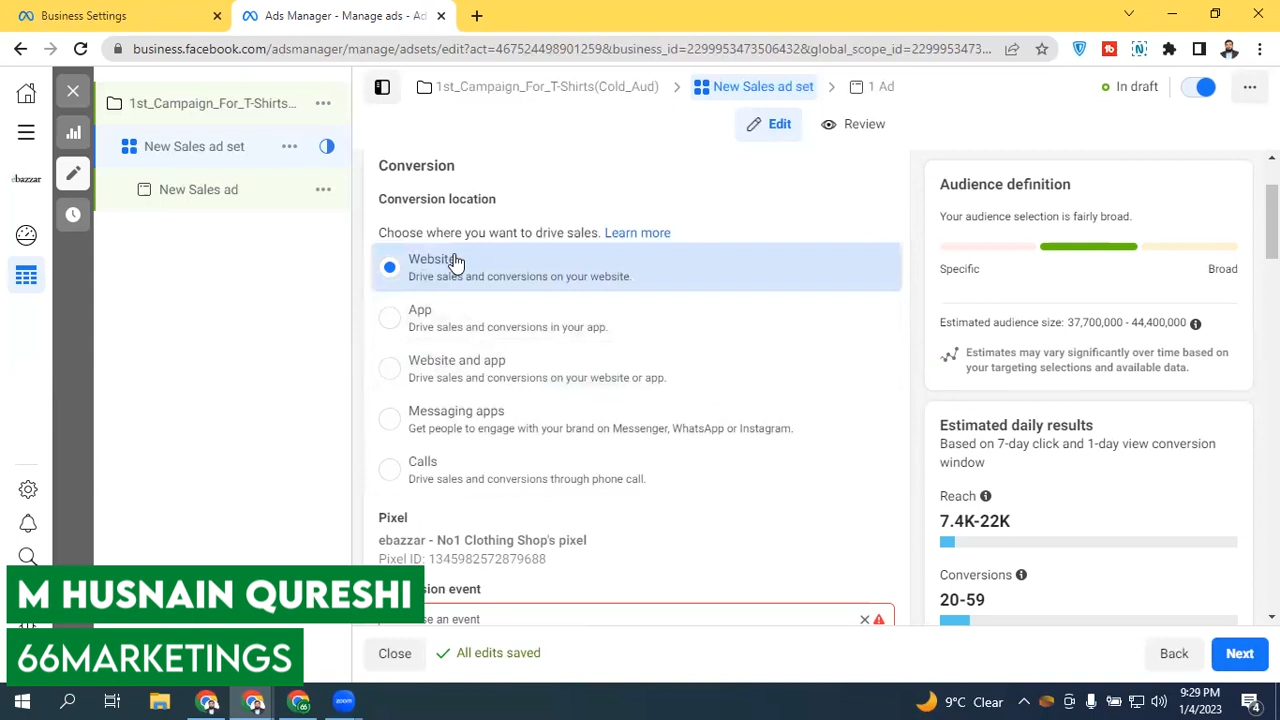 Business Settings
Ads Manager - Manage ads - Ad
business.facebook.com/adsmanager/manage/adsets/edit?act=467524498901259&business_id=2299953473506432&global_scope_id=2299953473...
1st_Campaign_For_T-Shirts...
New Sales ad set
New Sales ad
ebazzar
1st_Campaign_For_T-Shirts(Cold_Aud)
New Sales ad set
1 Ad
In draft
Edit
Review
Conversion
Conversion location
Choose where you want to drive sales. Learn more
Website
Drive sales and conversions on your website.
App
Drive sales and conversions in your app.
Website and app
Drive sales and conversions on your website or app.
Messaging apps
Get people to engage with your brand on Messenger, WhatsApp or Instagram.
Calls
Drive sales and conversions through phone call.
Pixel
ebazzar - No1 Clothing Shop's pixel
Pixel ID: 1345982572879688
sion event
se an event
Audience definition
Your audience selection is fairly broad.
Specific
Broad
Estimated audience size: 37,700,000 - 44,400,000
Estimates may vary significantly over time based on
your targeting selections and available data.
Estimated daily results
Based on 7-day click and 1-day view conversion
window
Reach
7.4K-22K
Conversions
20-59
M HUSNAIN QURESHI
66MARKETINGS
Close
All edits saved
Back
Next
9°C Clear
9:29 PM
1/4/2023
4